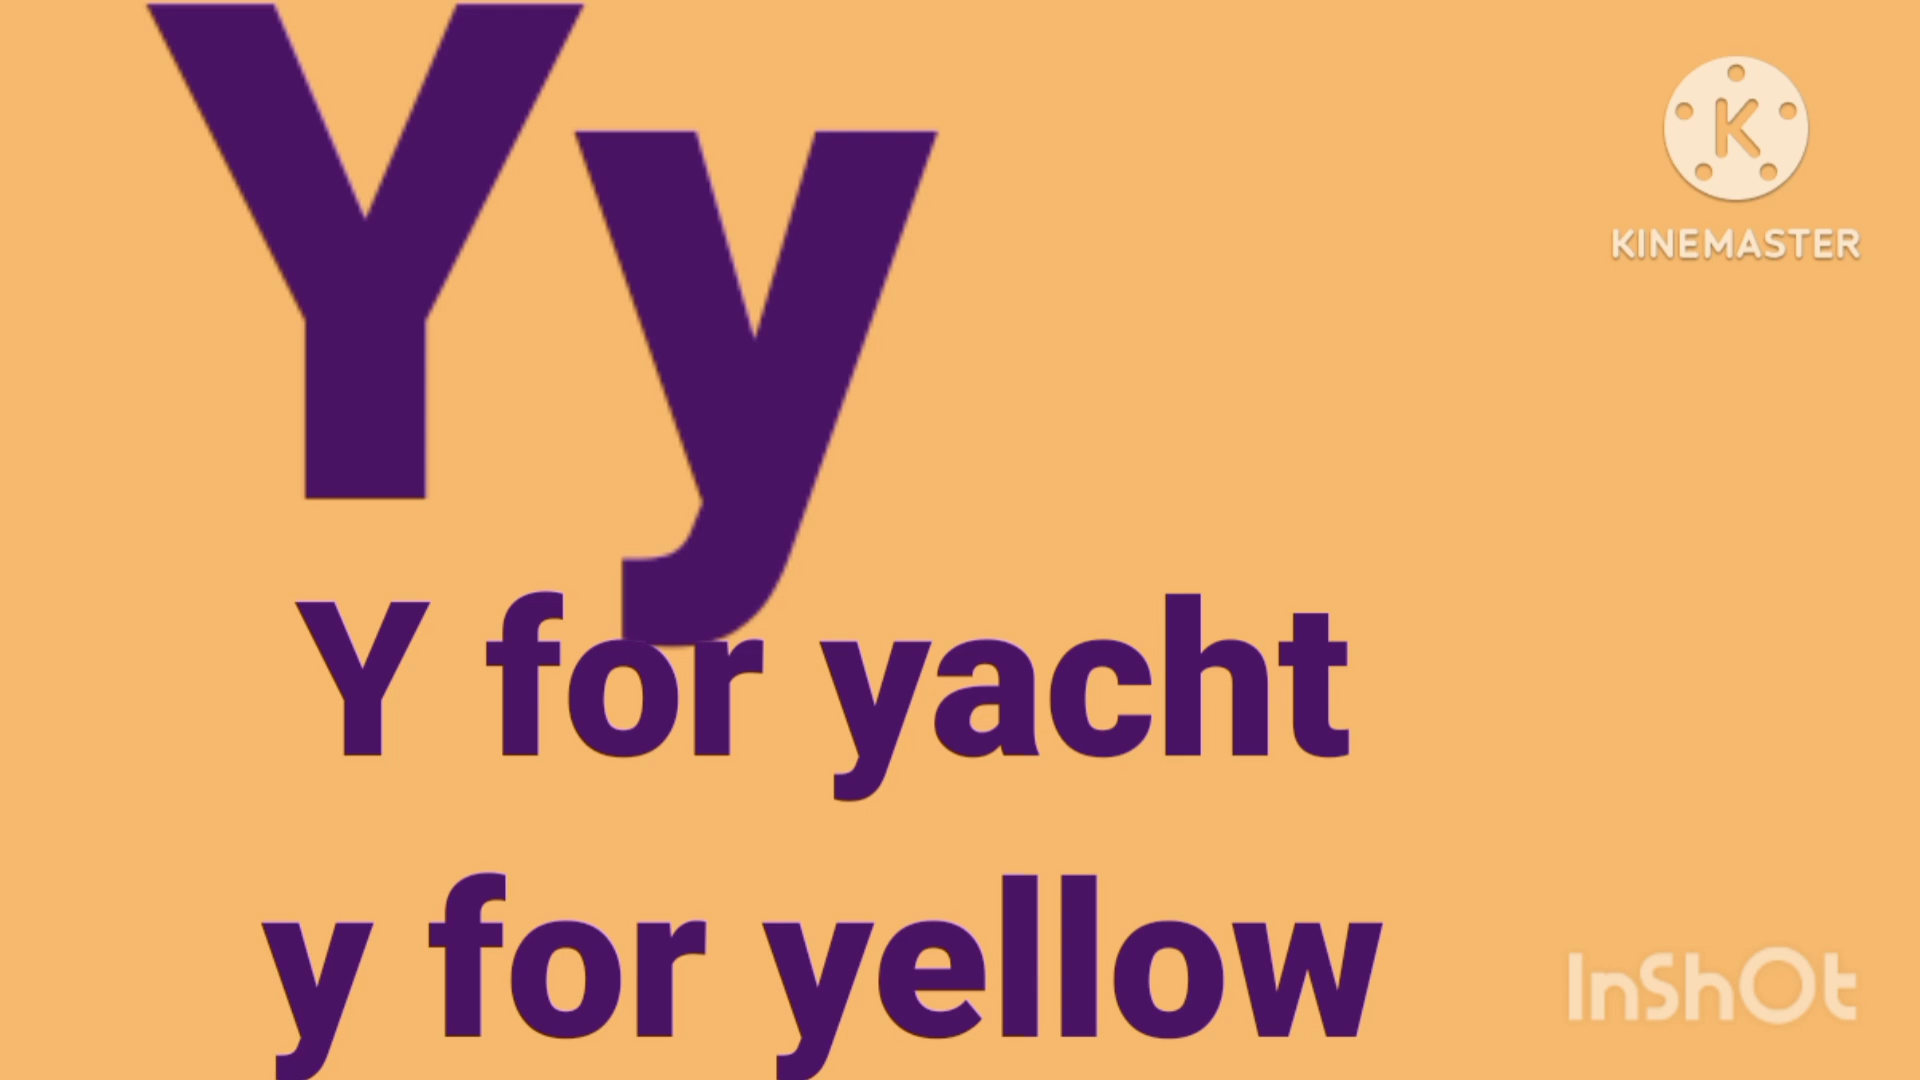 Yy
K
KINEMASTER
Y for yacht
y for yellow
InShOt